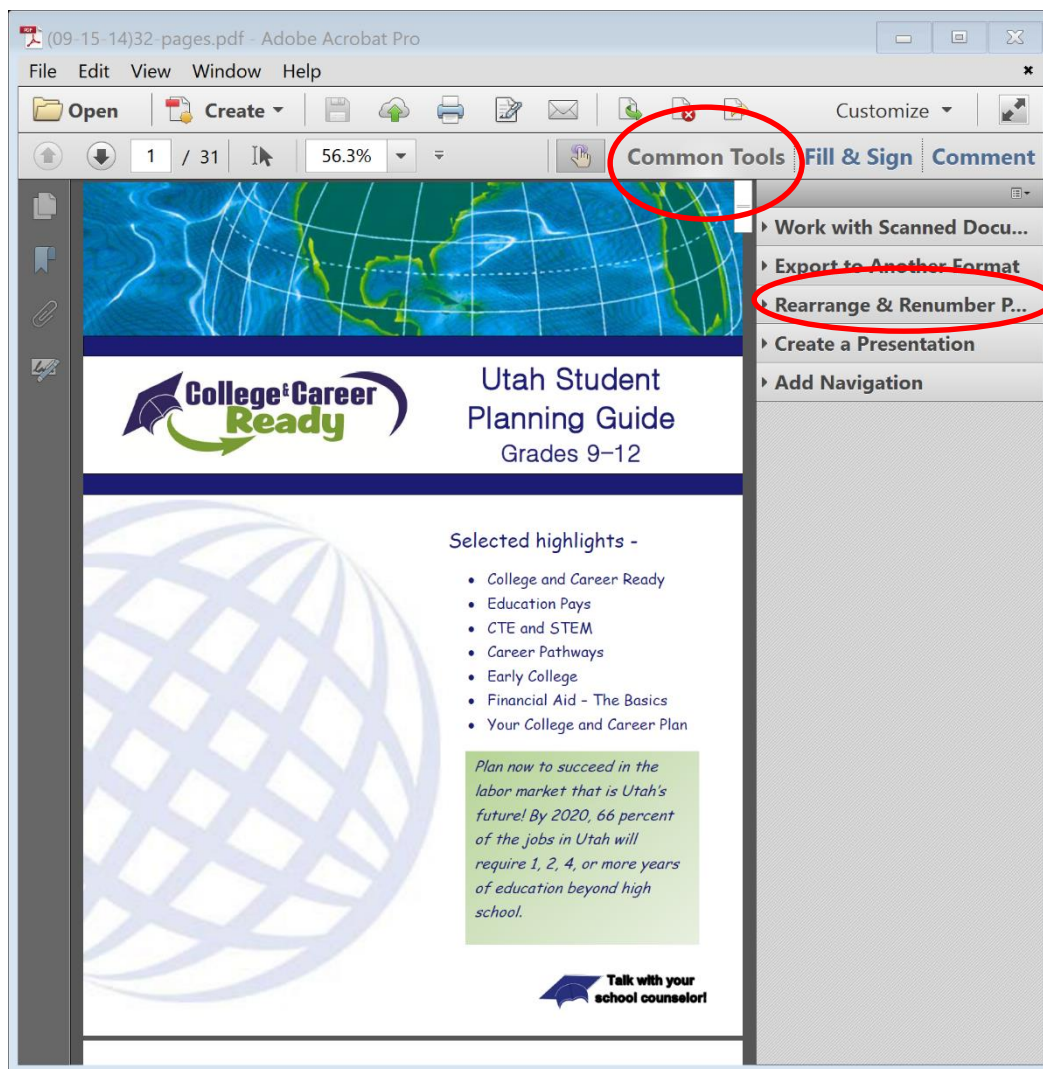 (09-15-14)32-pages.pdf - Adobe Acrobat Pro
File Edit View Window Help
Open Create Customize
1 / 31 56.3% Common Tools Fill & Sign Comment
Work with Scanned Docu...
Export to Another Format
Rearrange & Renumber P...
Create a Presentation
Add Navigation
College & Career
Ready
Utah Student
Planning Guide
Grades 9-12
Selected highlights -
• College and Career Ready
• Education Pays
• CTE and STEM
• Career Pathways
• Early College
• Financial Aid - The Basics
• Your College and Career Plan
Plan now to succeed in the
labor market that is Utah's
future! By 2020, 66 percent
of the jobs in Utah will
require 1, 2, 4, or more years
of education beyond high
school.
Talk with your
school counselor!